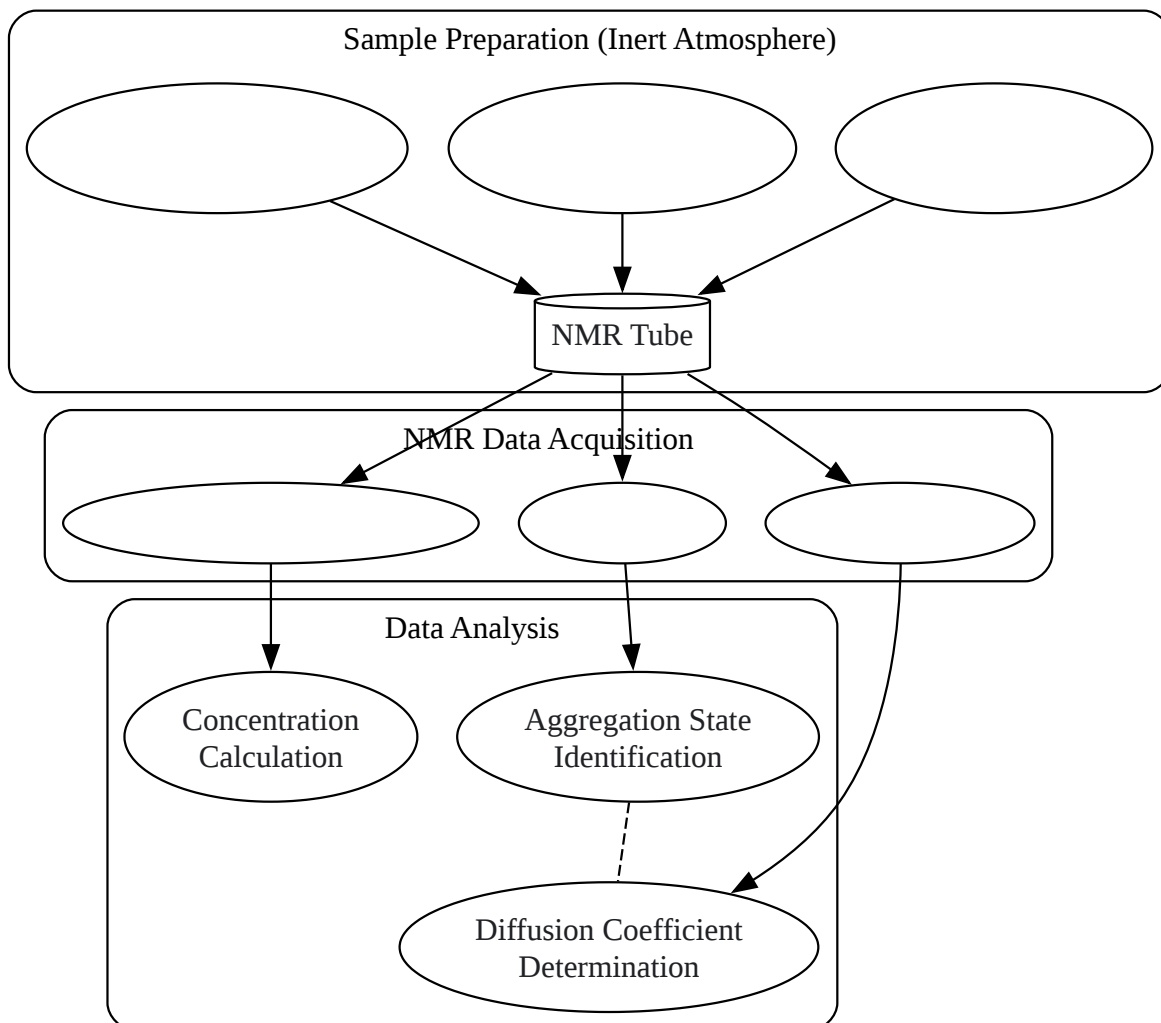 Sample Preparation (Inert Atmosphere)
NMR Tube
NMR Data Acquisition
Data Analysis
Concentration
Calculation
Aggregation State
Identification
Diffusion Coefficient
Determination